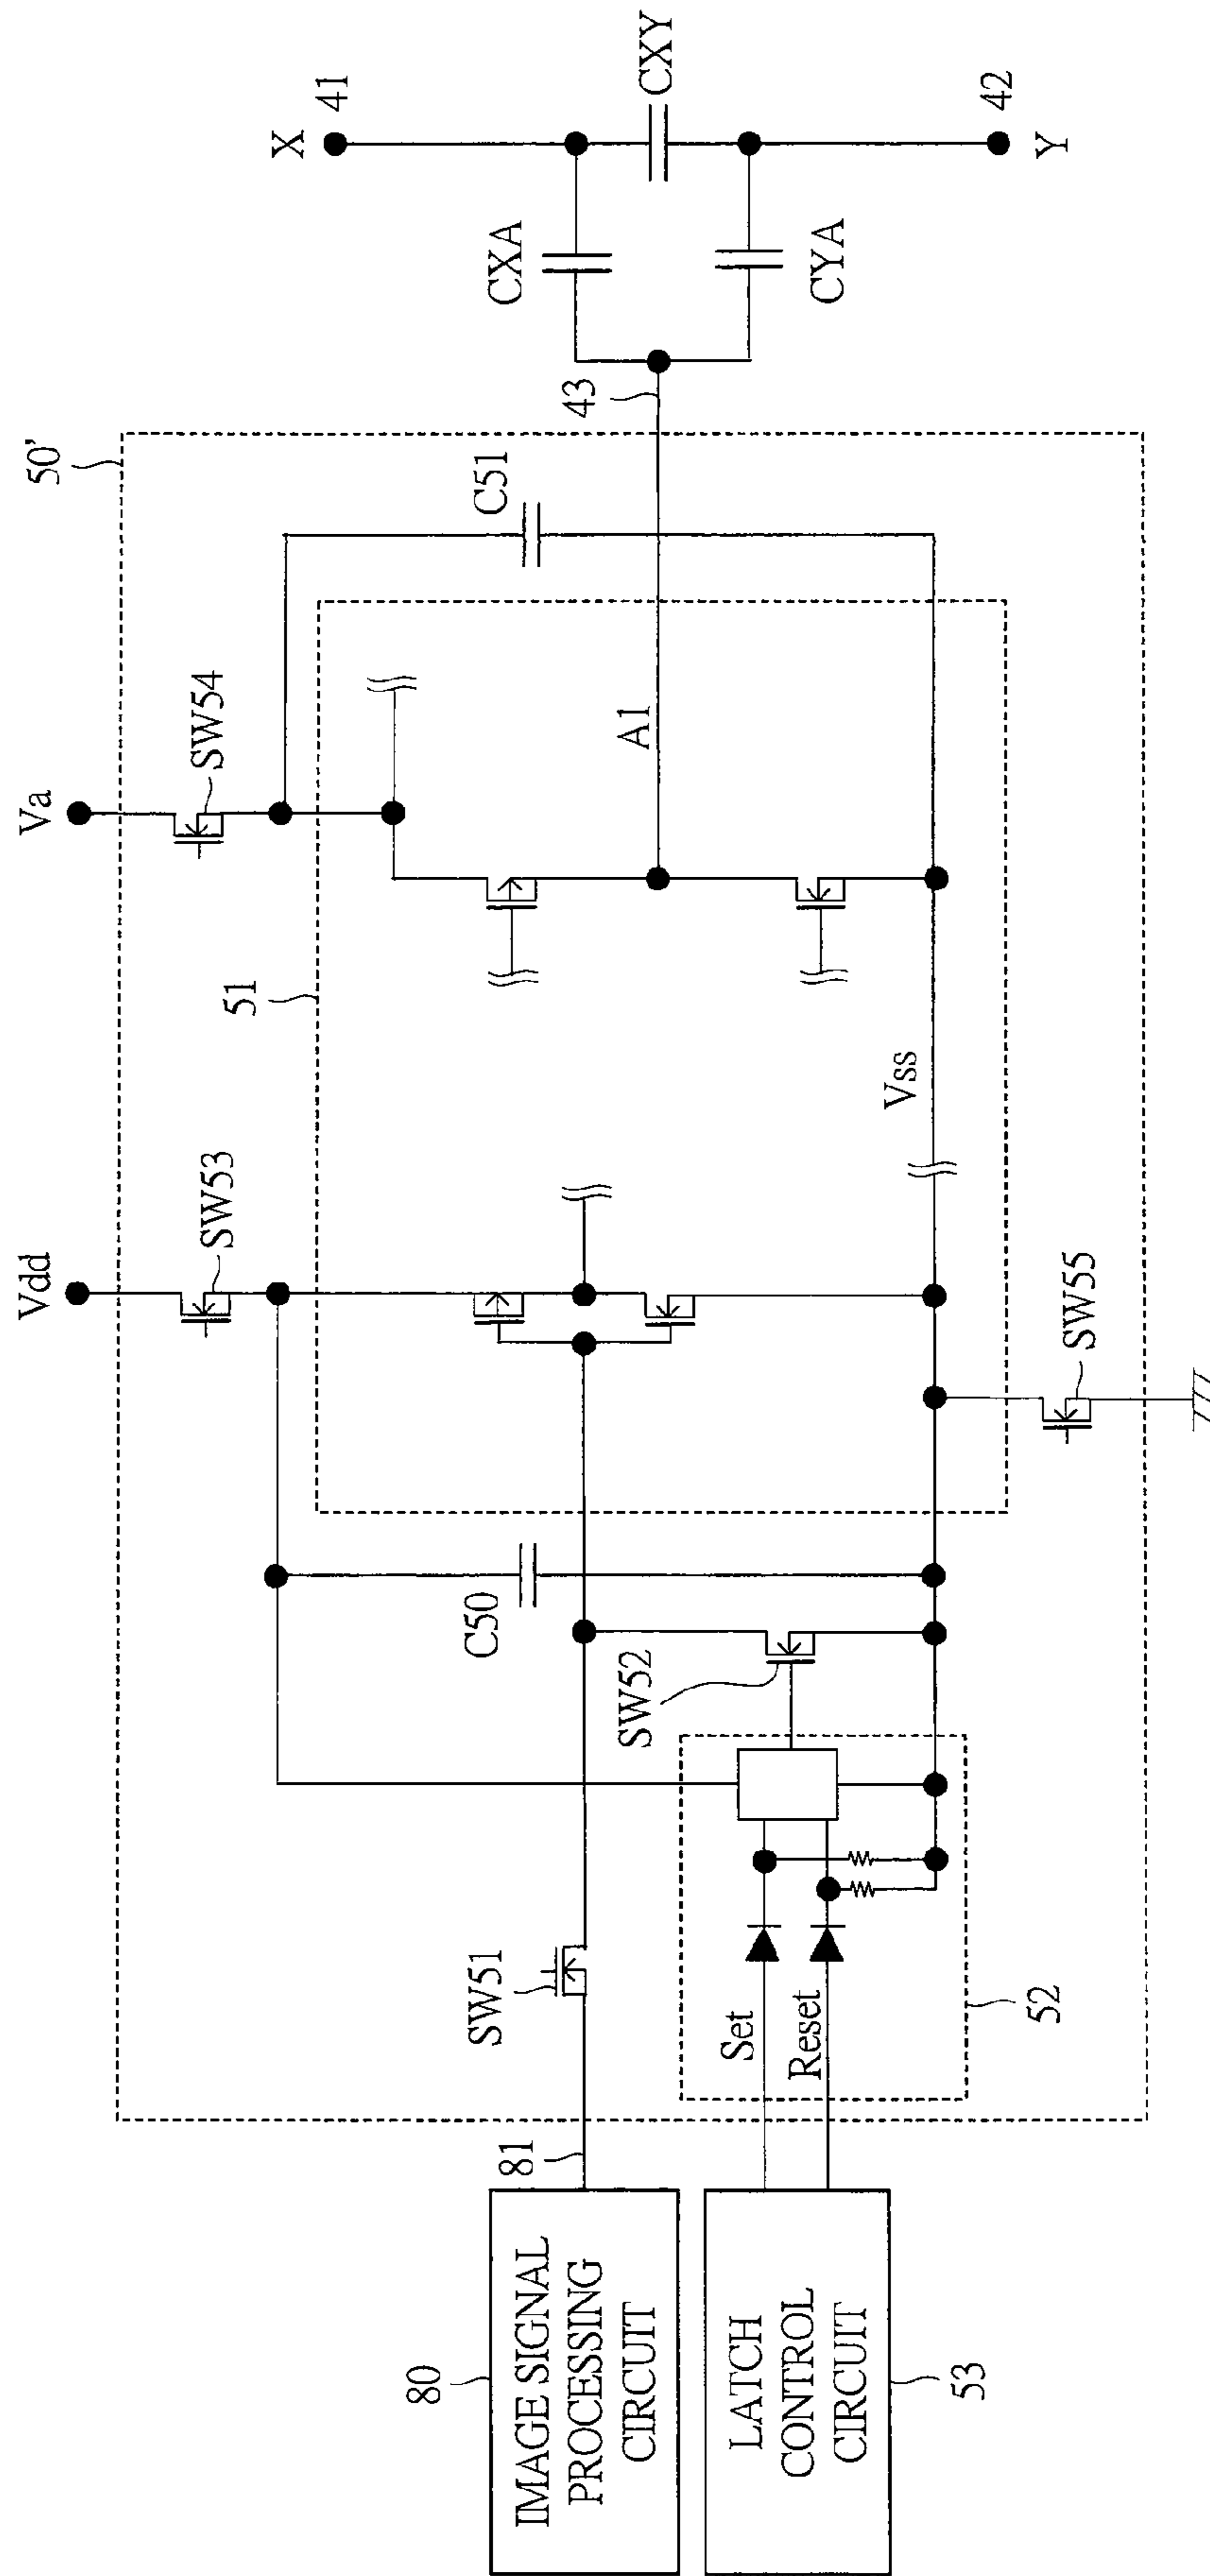 50'
Vdd
Va
SW53
SW54
51
C51
X
41
CXA
CXY
43
A1
CYA
42
Y
SW51
C50
81
80
IMAGE SIGNAL
PROCESSING
CIRCUIT
SW52
Set
Reset
52
Vss
SW55
LATCH
CONTROL
CIRCUIT
53